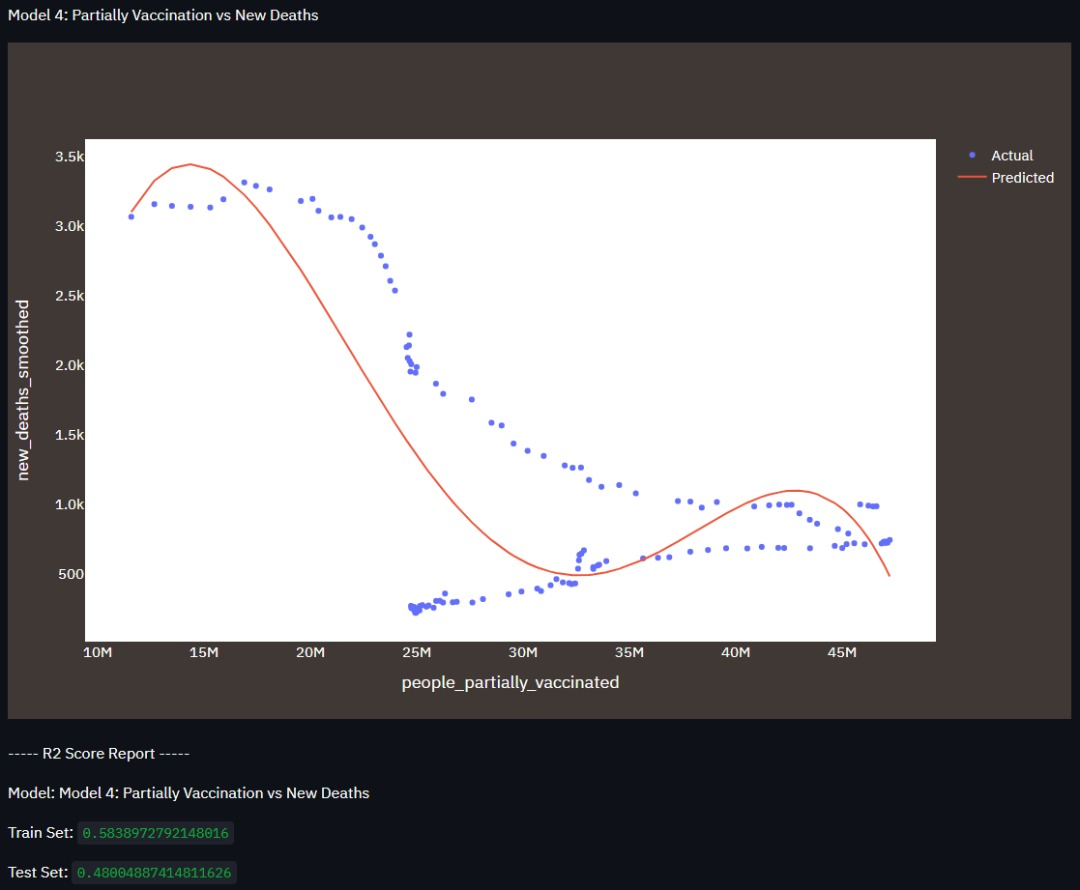 Model 4: Partially Vaccination vs New Deaths
3.5k
3.0k
2.5k
2.0k
1.5k
1.0k
500
new_deaths_smoothed
10M 15M 20M 25M 30M 35M 40M 45M
people_partially_vaccinated
Actual
Predicted
----- R2 Score Report -----
Model: Model 4: Partially Vaccination vs New Deaths
Train Set: 0.5838972792148016
Test Set: 0.48004887414811626